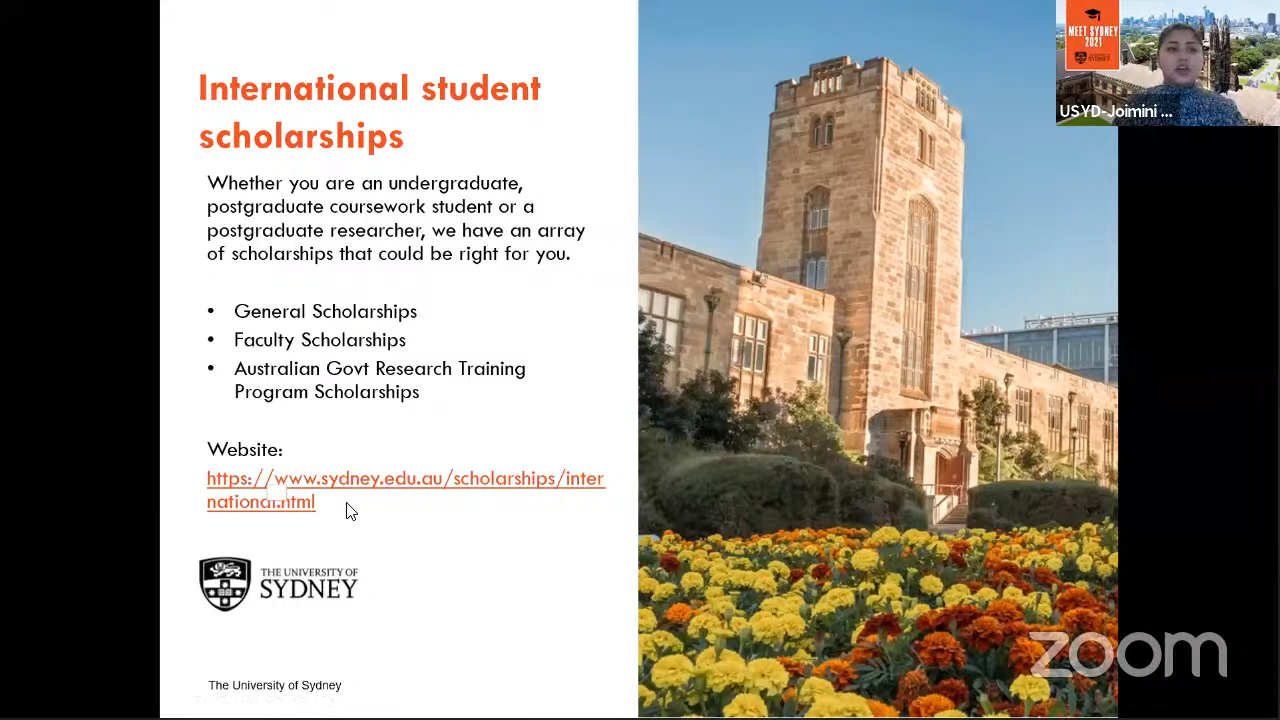 International student
scholarships
Whether you are an undergraduate,
postgraduate coursework student or a
postgraduate researcher, we have an array
of scholarships that could be right for you.
• General Scholarships
• Faculty Scholarships
• Australian Govt Research Training
Program Scholarships
Website:
https://www.sydney.edu.au/scholarships/inter
national.html
THE UNIVERSITY OF
SYDNEY
The University of Sydney
MEET SYDNEY
2021
SYDNEY
USYD-Joimini ...
zoom